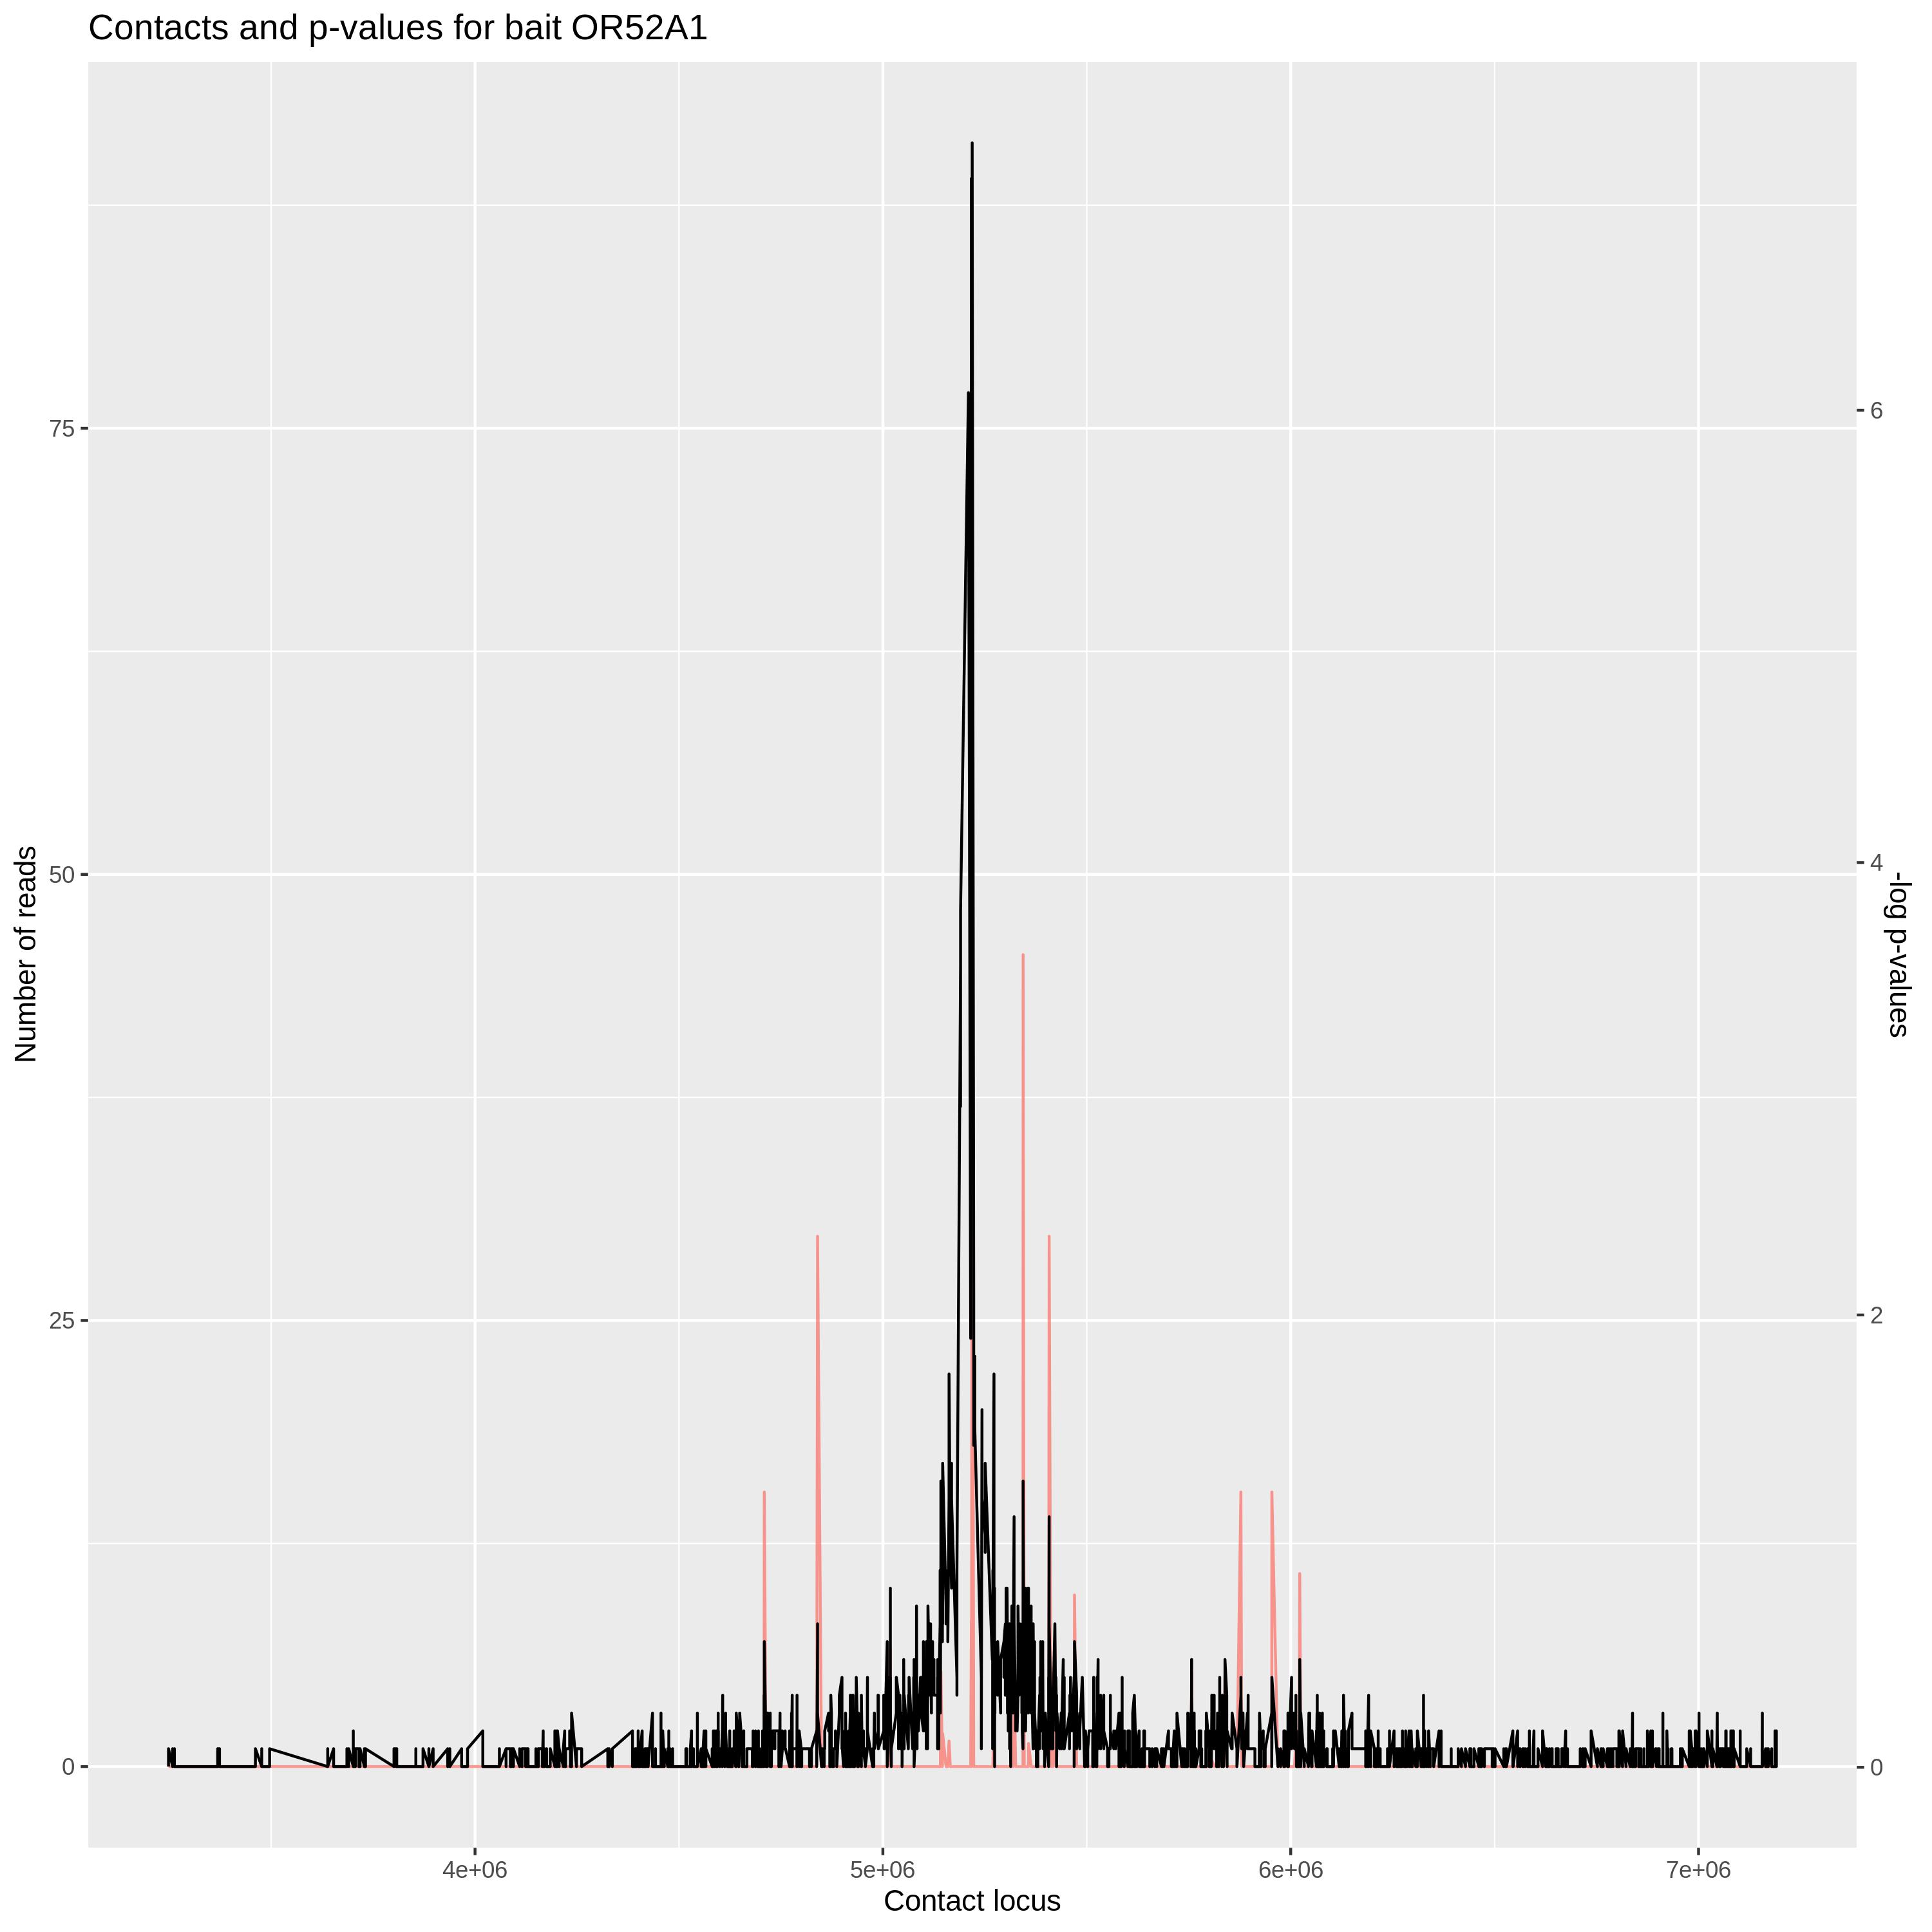 Contacts and p-values for bait OR52A1
Number of reads
75
50
25
0
6
4
2
0
-log p-values
4e+06
5e+06
6e+06
7e+06
Contact locus